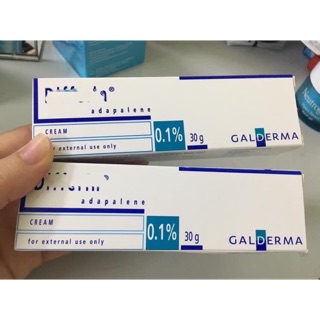 adapalene
CREAM
for external use only
0.1%
30 g
GALDERMA
adapalene
CREAM
for external use only
0.1%
30 g
GALDERMA